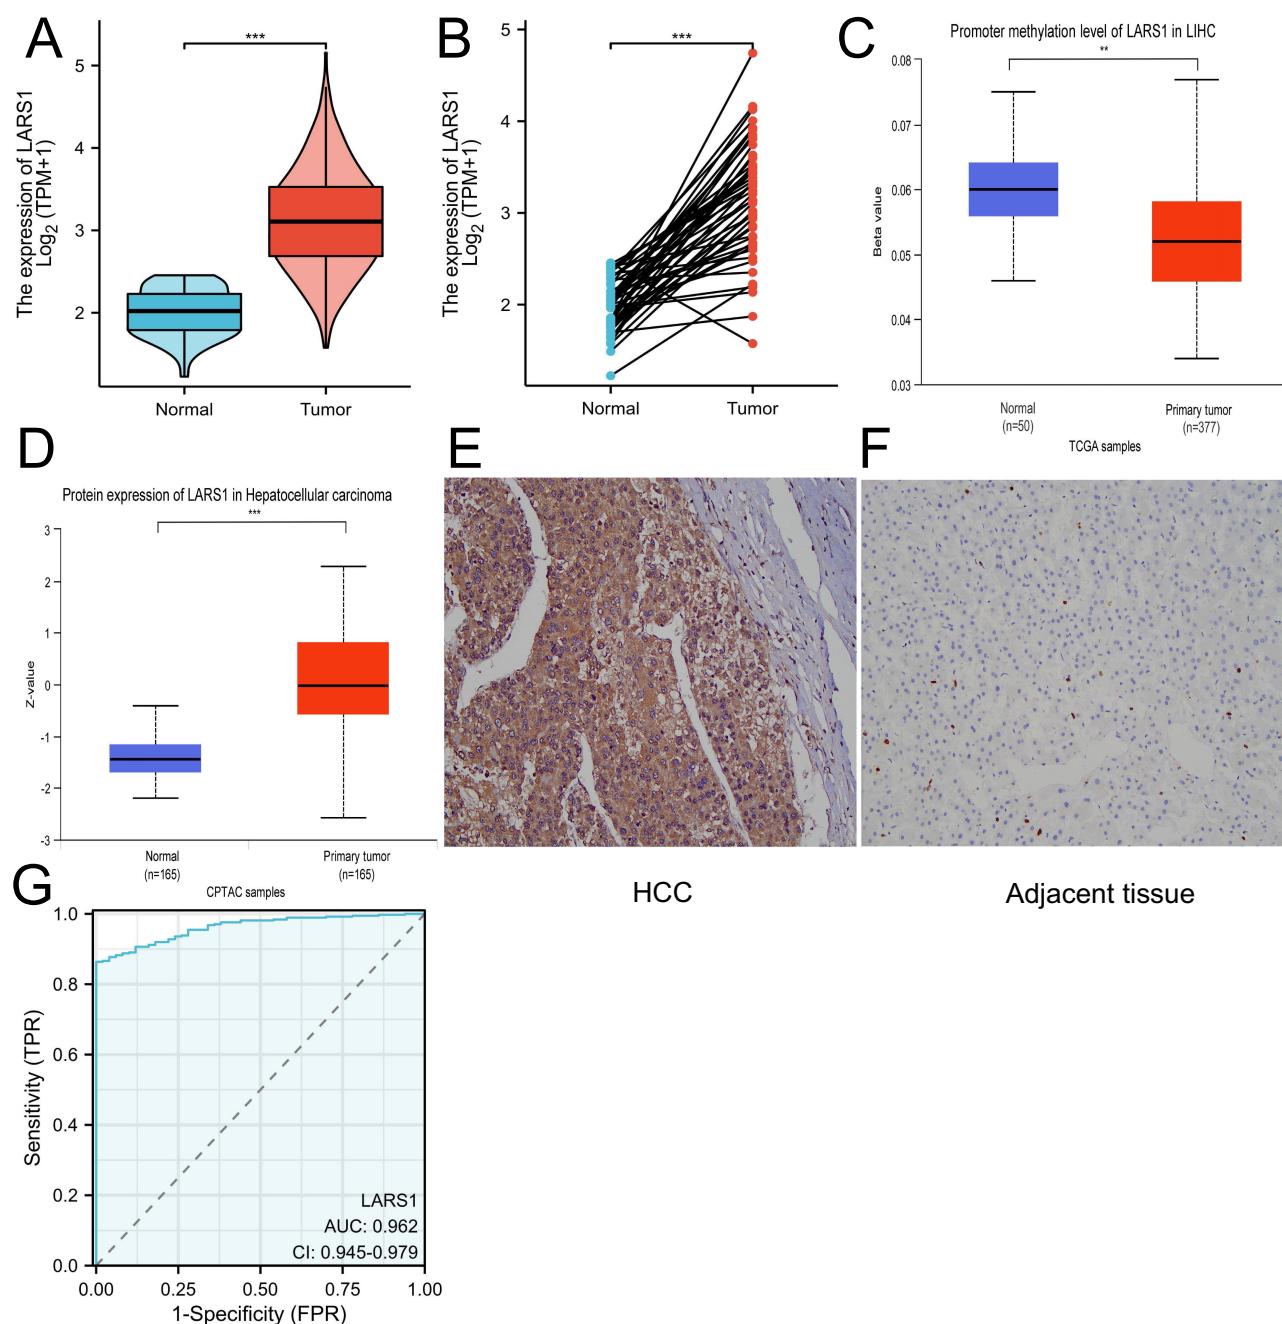 A
***
The expression of LARS1
Log2 (TPM+1)
5
4
3
2
Normal
Tumor
B
***
The expression of LARS1
Log2 (TPM+1)
5
4
3
2
Normal
Tumor
C
Promoter methylation level of LARS1 in LIHC
**
Beta value
0.08
0.07
0.06
0.05
0.04
0.03
Normal
(n=50)
Primary tumor
(n=377)
TCGA samples
D
Protein expression of LARS1 in Hepatocellular carcinoma
***
Z-value
3
2
1
0
-1
-2
-3
Normal
(n=165)
Primary tumor
(n=165)
CPTAC samples
E
HCC
F
Adjacent tissue
G
Sensitivity (TPR)
1.0
0.8
0.6
0.4
0.2
0.0
LARS1
AUC: 0.962
CI: 0.945-0.979
0.00
0.25
0.50
0.75
1.00
1-Specificity (FPR)